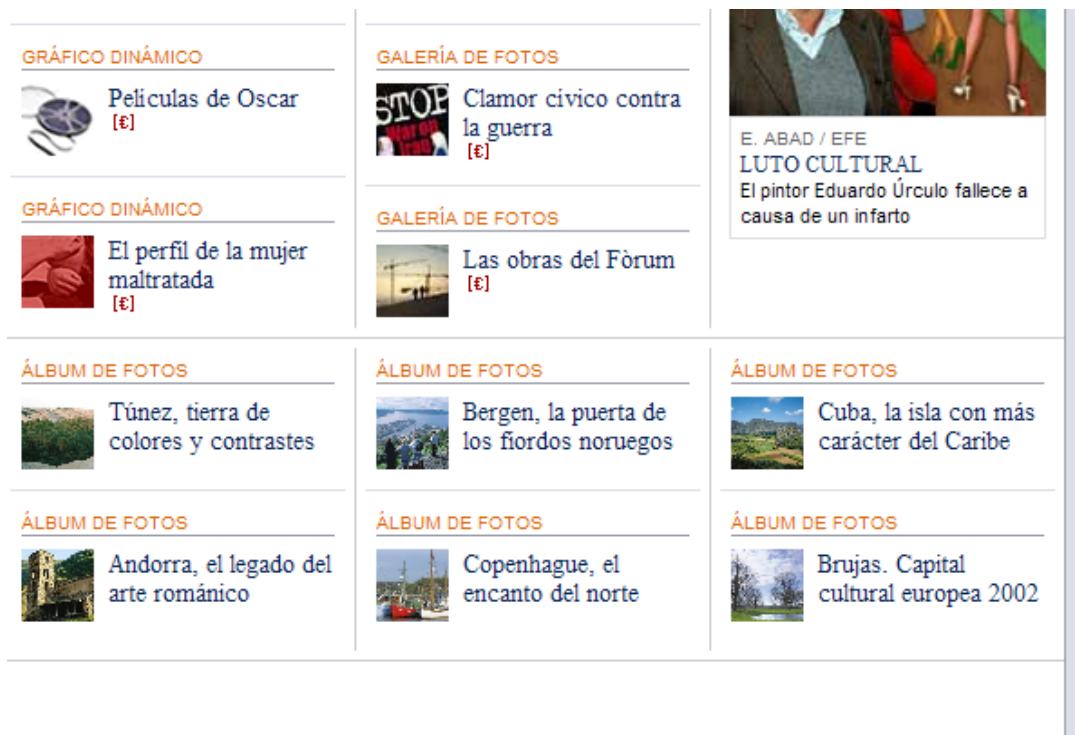 GRÁFICO DINÁMICO
Películas de Oscar
[€]
GRÁFICO DINÁMICO
El perfil de la mujer
maltratada
[€]
GALERÍA DE FOTOS
STOP
War on
Iraq
Clamor cívico contra
la guerra
[€]
GALERÍA DE FOTOS
Las obras del Fòrum
[€]
E. ABAD / EFE
LUTO CULTURAL
El pintor Eduardo Úrculo fallece a
causa de un infarto
ÁLBUM DE FOTOS
Túnez, tierra de
colores y contrastes
ÁLBUM DE FOTOS
Bergen, la puerta de
los fiordos noruegos
ÁLBUM DE FOTOS
Cuba, la isla con más
carácter del Caribe
ÁLBUM DE FOTOS
Andorra, el legado del
arte románico
ÁLBUM DE FOTOS
Copenhague, el
encanto del norte
ÁLBUM DE FOTOS
Brujas. Capital
cultural europea 2002